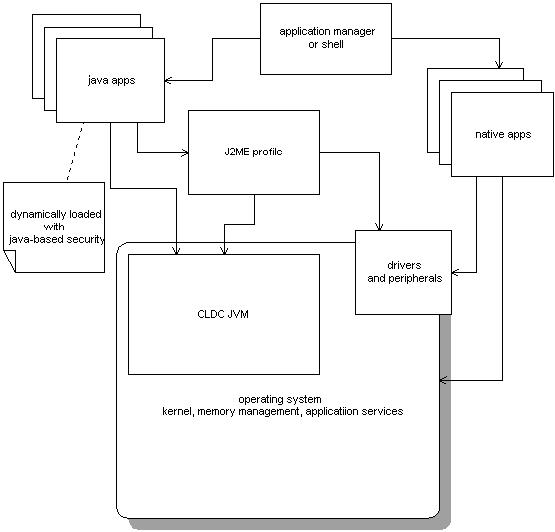 application manager
or shell
java apps
native apps
J2ME profile
dynamically loaded
with
java-based security
drivers
and peripherals
CLDC JVM
operating system
kernel, memory management, applicatiion services